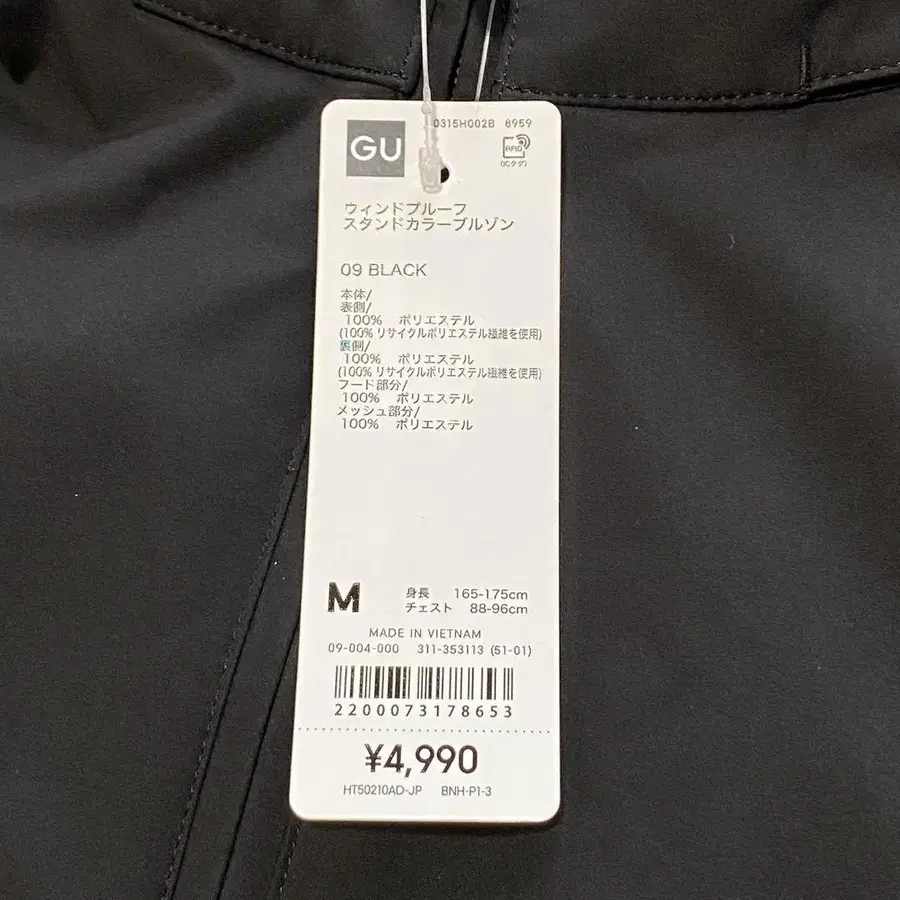 0315H002B 8959
GU
RFID
(ICタグ)
ウィンドプルーフ
スタンドカラーブルゾン
09 BLACK
本体/
表側/
100% ポリエステル
(100% リサイクルポリエステル繊維を使用)
裏側/
100% ポリエステル
(100% リサイクルポリエステル繊維を使用)
フード部分/
100% ポリエステル
メッシュ部分/
100% ポリエステル
M 身長 165-175cm
チェスト 88-96cm
MADE IN VIETNAM
09-004-000 311-353113 (51-01)
2200073178653
¥4,990
HT50210AD-JP BNH-P1-3